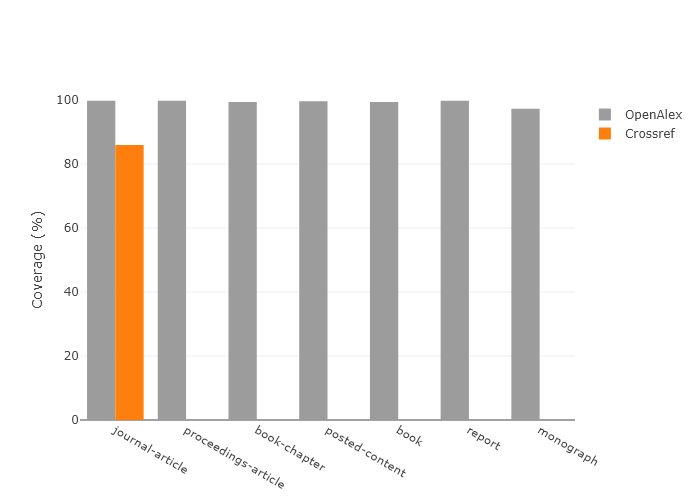 100
80
60
40
20
0
Coverage (%)
journal-article
proceedings-article
book-chapter
posted-content
book
report
monograph
OpenAlex
Crossref